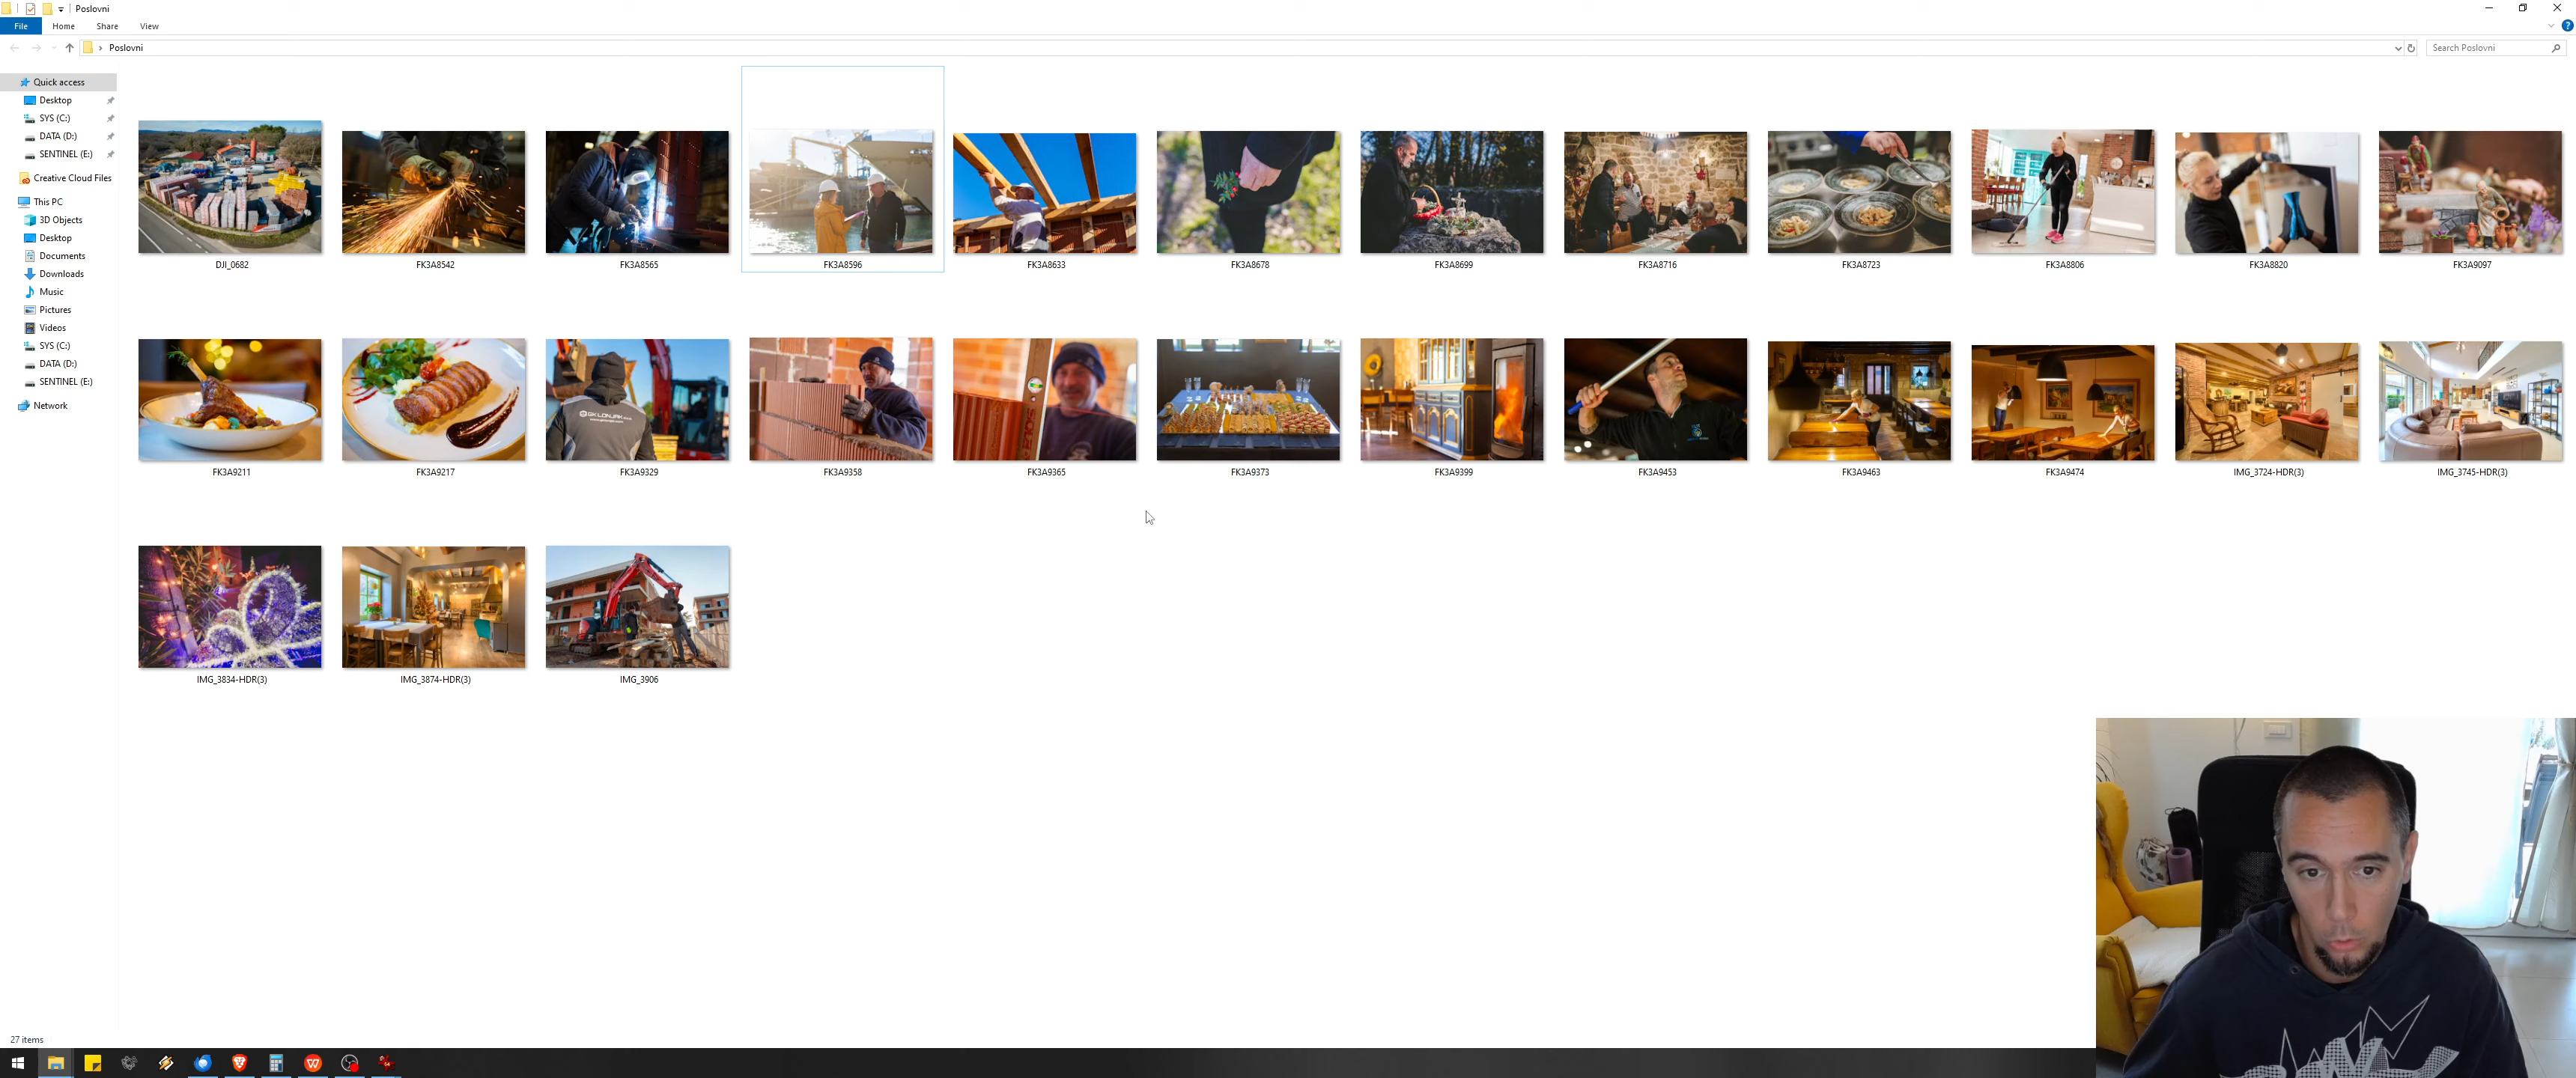 Poslovni
File Home Share View
Poslovni
Search Poslovni
Quick access
Desktop
SYS (C:)
DATA (D:)
SENTINEL (E:)
Creative Cloud Files
This PC
3D Objects
Desktop
Documents
Downloads
Music
Pictures
Videos
SYS (C:)
DATA (D:)
SENTINEL (E:)
Network
DJI_0682 FK3A8542 FK3A8565 FK3A8596 FK3A8633 FK3A8678 FK3A8699 FK3A8716 FK3A8723 FK3A8806 FK3A8820 FK3A9097
GKLONJAK
FK3A9211 FK3A9217 FK3A9329 FK3A9358 FK3A9365 FK3A9373 FK3A9399 FK3A9453 FK3A9463 FK3A9474 IMG_3724-HDR(3) IMG_3745-HDR(3)
IMG_3834-HDR(3) IMG_3874-HDR(3) IMG_3906
27 items